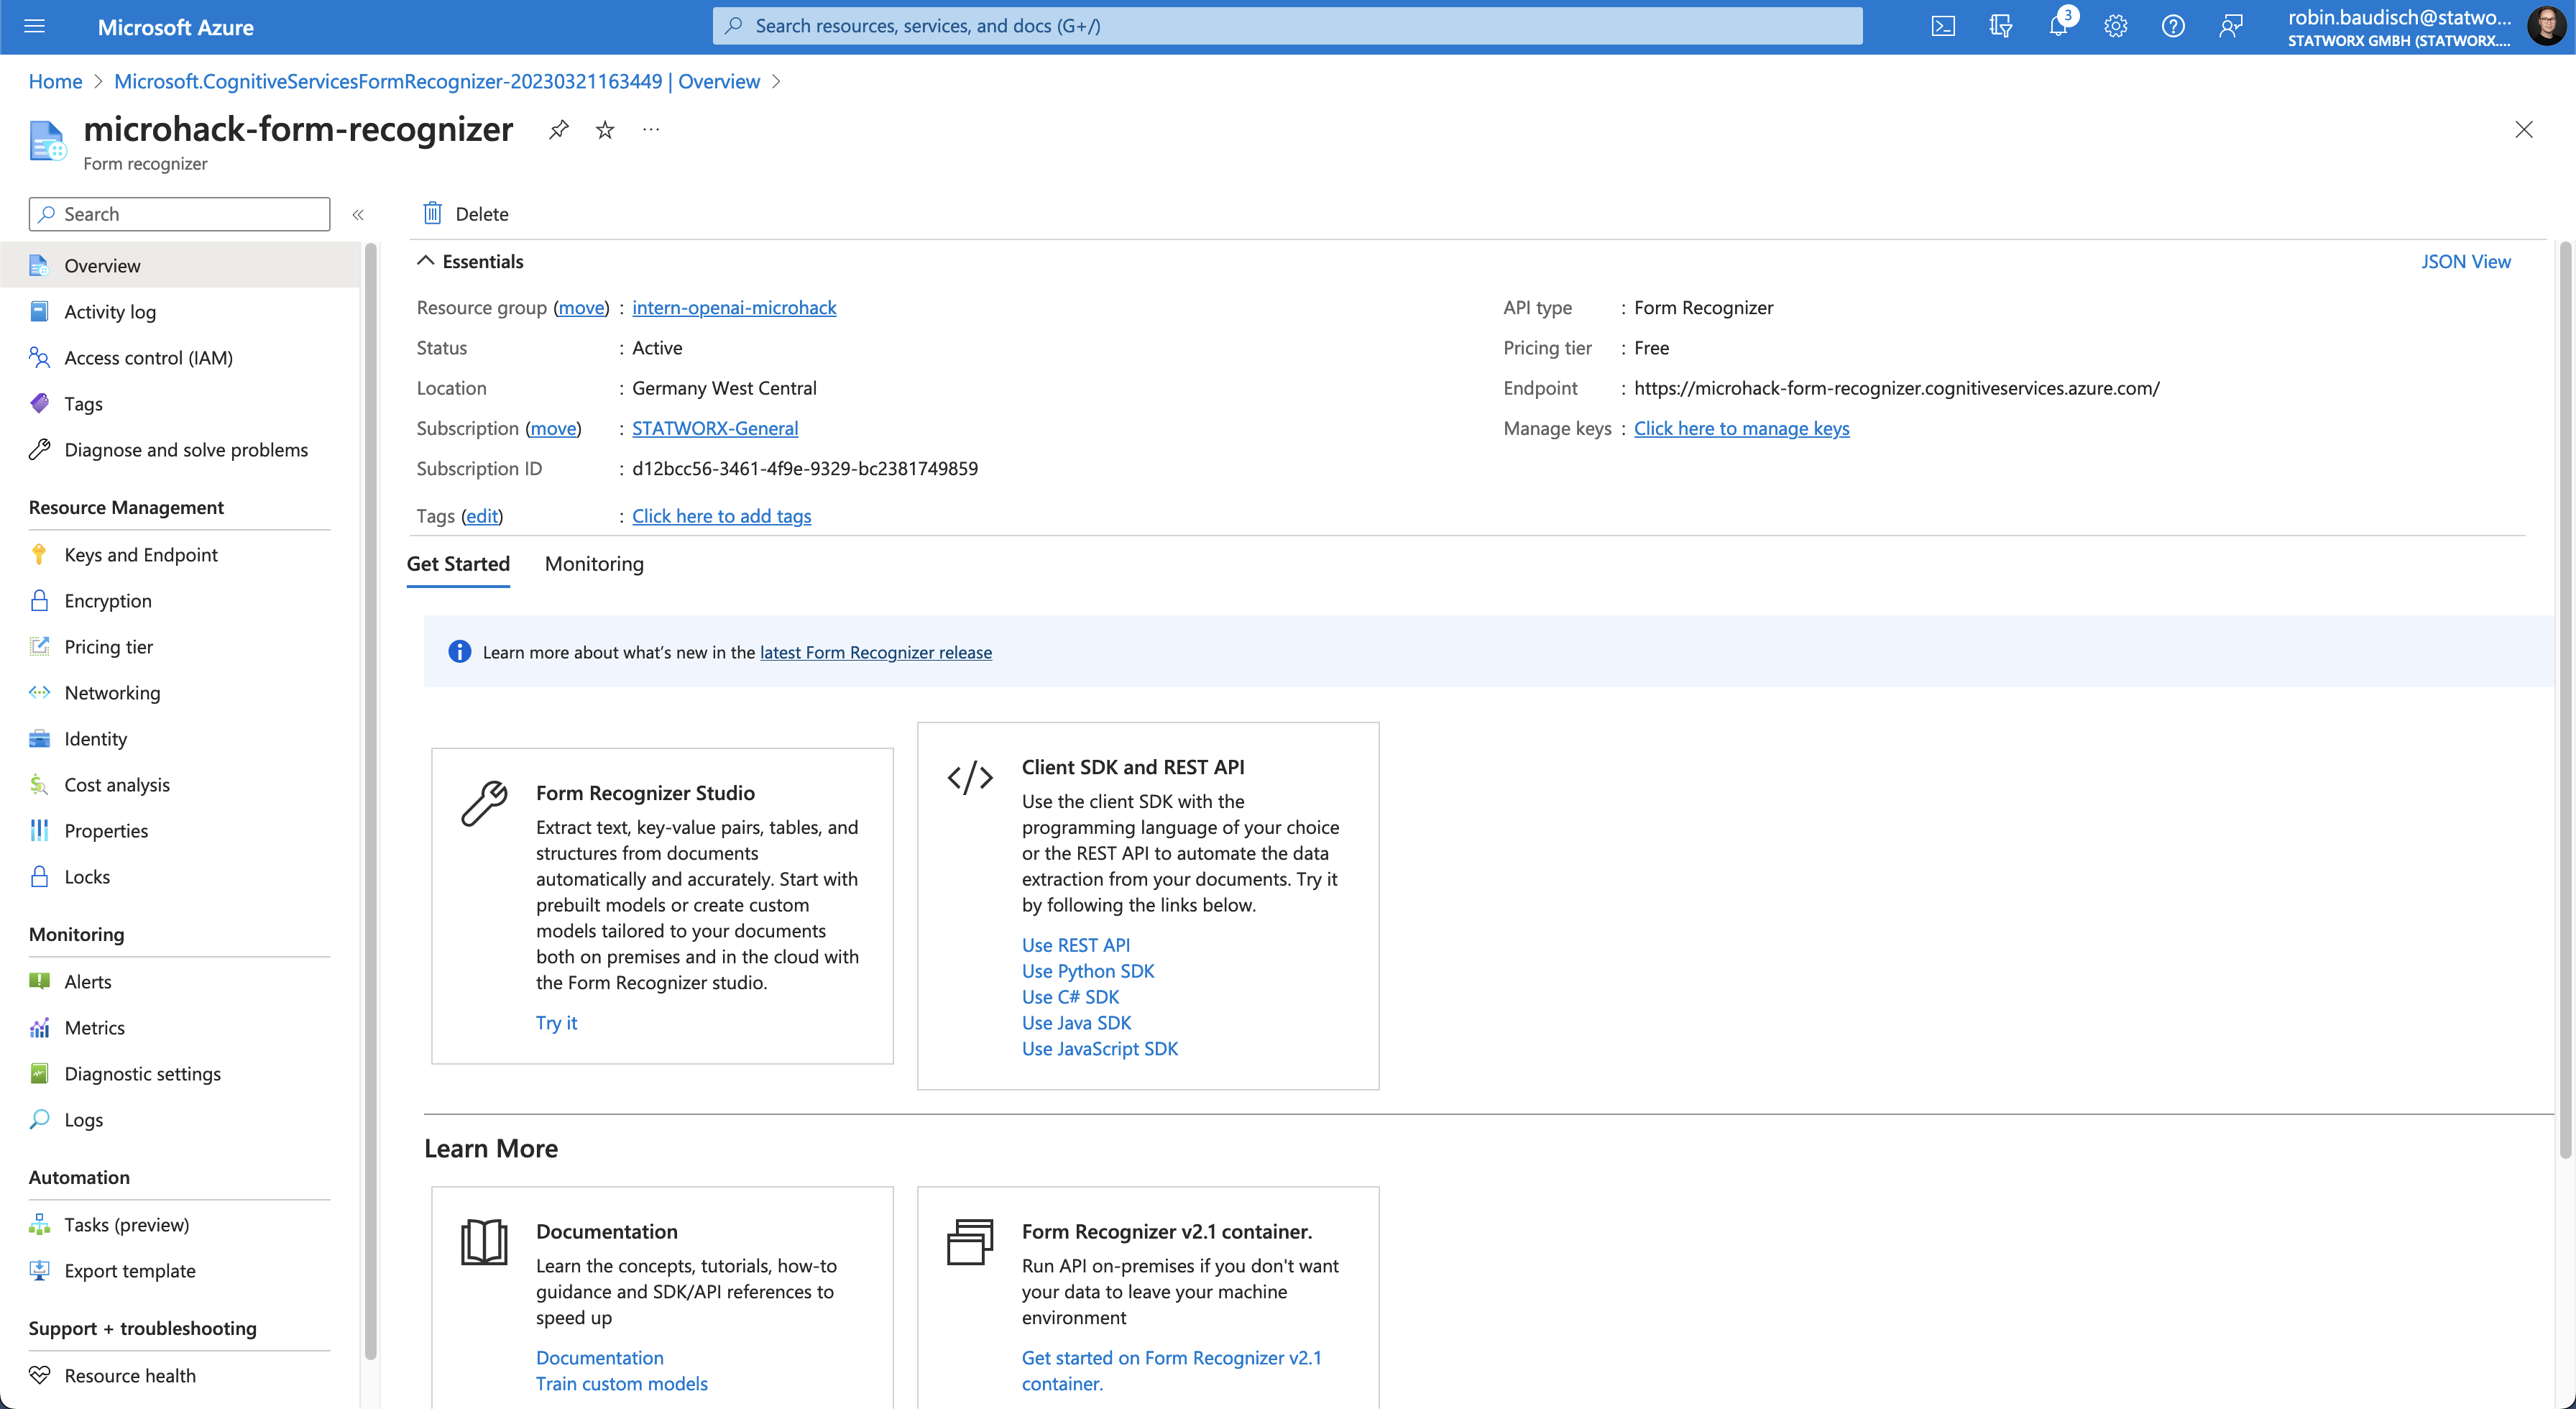 Microsoft Azure
Search resources, services, and docs (G+/)
3
robin.baudisch@statwo...
STATWORX GMBH (STATWORX....
Home > Microsoft.CognitiveServicesFormRecognizer-20230321163449 | Overview >
microhack-form-recognizer
...
Form recognizer
Search
«
Delete
Overview
Activity log
Access control (IAM)
Tags
Diagnose and solve problems
Resource Management
Keys and Endpoint
Encryption
Pricing tier
Networking
Identity
Cost analysis
Properties
Locks
Monitoring
Alerts
Metrics
Diagnostic settings
Logs
Automation
Tasks (preview)
Export template
Support + troubleshooting
Resource health
Essentials
JSON View
Resource group (move) : intern-openai-microhack
Status : Active
Location : Germany West Central
Subscription (move) : STATWORX-General
Subscription ID : d12bcc56-3461-4f9e-9329-bc2381749859
Tags (edit) : Click here to add tags
API type : Form Recognizer
Pricing tier : Free
Endpoint : https://microhack-form-recognizer.cognitiveservices.azure.com/
Manage keys : Click here to manage keys
Get Started Monitoring
Learn more about what's new in the latest Form Recognizer release
Form Recognizer Studio
Extract text, key-value pairs, tables, and
structures from documents
automatically and accurately. Start with
prebuilt models or create custom
models tailored to your documents
both on premises and in the cloud with
the Form Recognizer studio.
Try it
Client SDK and REST API
Use the client SDK with the
programming language of your choice
or the REST API to automate the data
extraction from your documents. Try it
by following the links below.
Use REST API
Use Python SDK
Use C# SDK
Use Java SDK
Use JavaScript SDK
Learn More
Documentation
Learn the concepts, tutorials, how-to
guidance and SDK/API references to
speed up
Documentation
Train custom models
Form Recognizer v2.1 container.
Run API on-premises if you don't want
your data to leave your machine
environment
Get started on Form Recognizer v2.1
container.